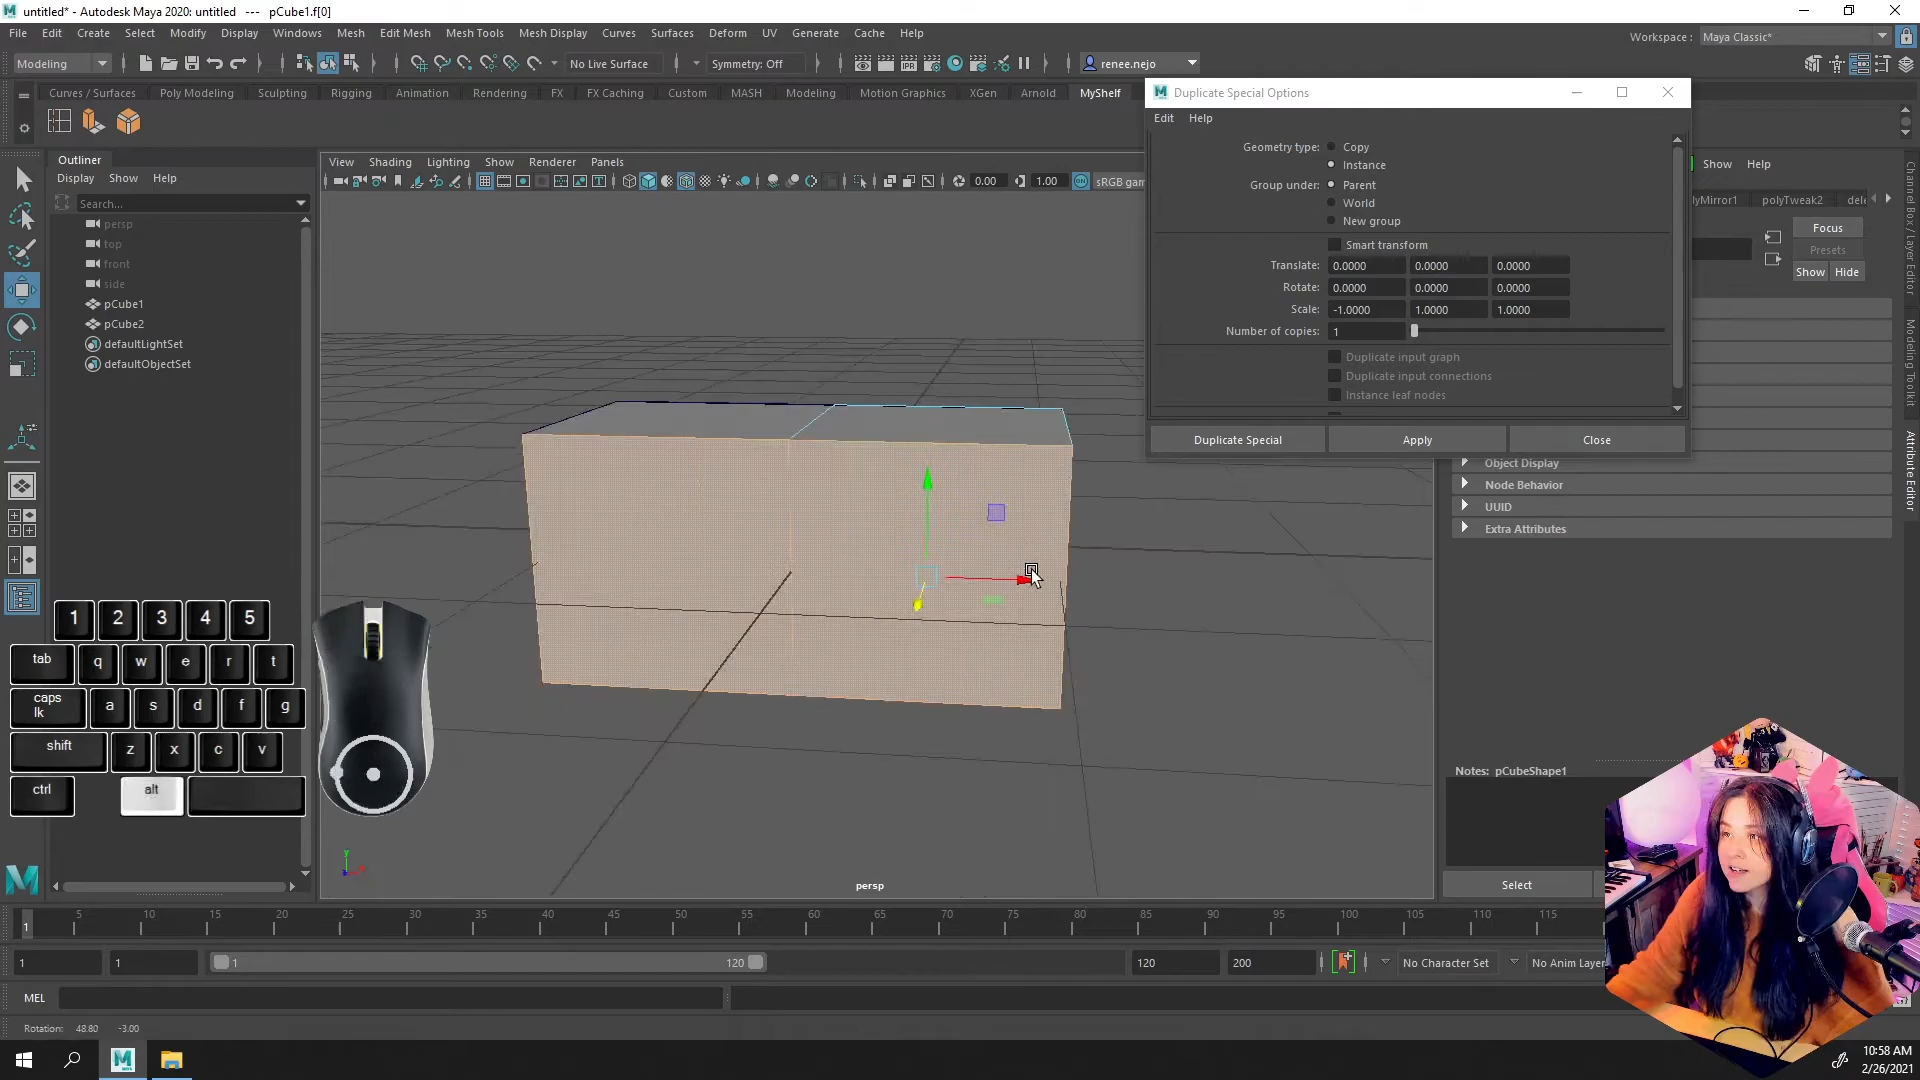 untitled* - Autodesk Maya 2020: untitled --- pCube1.f[0]
File Edit Create Select Modify Display Windows Mesh Edit Mesh Mesh Tools Mesh Display Curves Surfaces Deform UV Generate Cache Help
Workspace : Maya Classic*
Modeling No Live Surface Symmetry: Off renee.nejo
Curves / Surfaces Poly Modeling Sculpting Rigging Animation Rendering FX FX Caching Custom MASH Modeling Motion Graphics XGen Arnold MyShelf
Duplicate Special Options
Edit Help
Geometry type: Copy
Instance
Group under: Parent
World
New group
Smart transform
Translate: 0.0000 0.0000 0.0000
Rotate: 0.0000 0.0000 0.0000
Scale: -1.0000 1.0000 1.0000
Number of copies: 1
Duplicate input graph
Duplicate input connections
Instance leaf nodes
Duplicate Special Apply Close
Outliner
Display Show Help
Search...
persp
top
front
side
pCube1
pCube2
defaultLightSet
defaultObjectSet
View Shading Lighting Show Renderer Panels
0.00 1.00 ON sRGB gam
Show Help
lyMirror1 polyTweak2 dele
Focus
Presets
Show Hide
Object Display
Node Behavior
UUID
Extra Attributes
Notes: pCubeShape1
Select
Channel Box / Layer Editor
Modeling Toolkit
Attribute Editor
1 2 3 4 5
tab q w e r t
caps lk a s d f g
shift z x c v
ctrl alt
y
persp
1 5 10 15 20 22 25 30 35 40 45 50 55 60 65 70 75 80 85 90 95 100 105 110 115
1 1 1 120 120 200 No Character Set No Anim Layer
MEL
Rotation: 48.80 -3.00
10:58 AM
2/26/2021